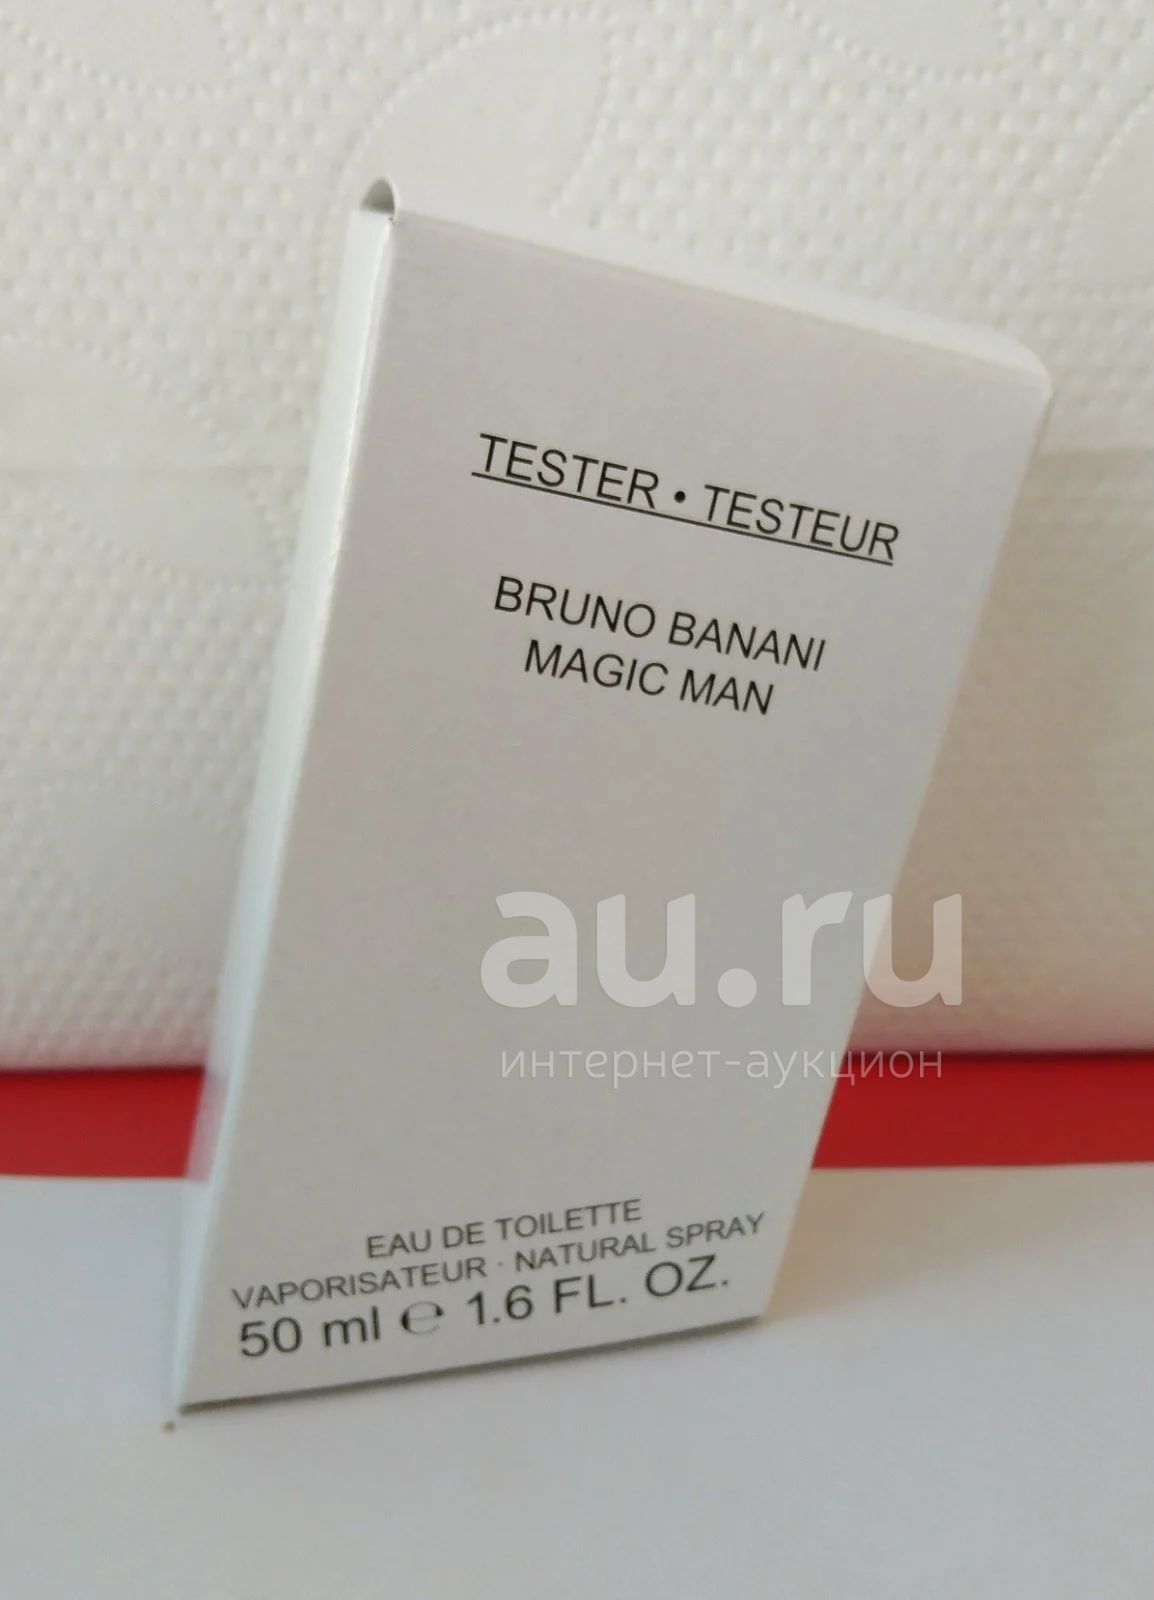 TESTER • TESTEUR
BRUNO BANANI
MAGIC MAN
au.ru
интернет-аукцион
EAU DE TOILETTE
VAPORISATEUR · NATURAL SPRAY
50 ml ℮ 1.6 FL. OZ.